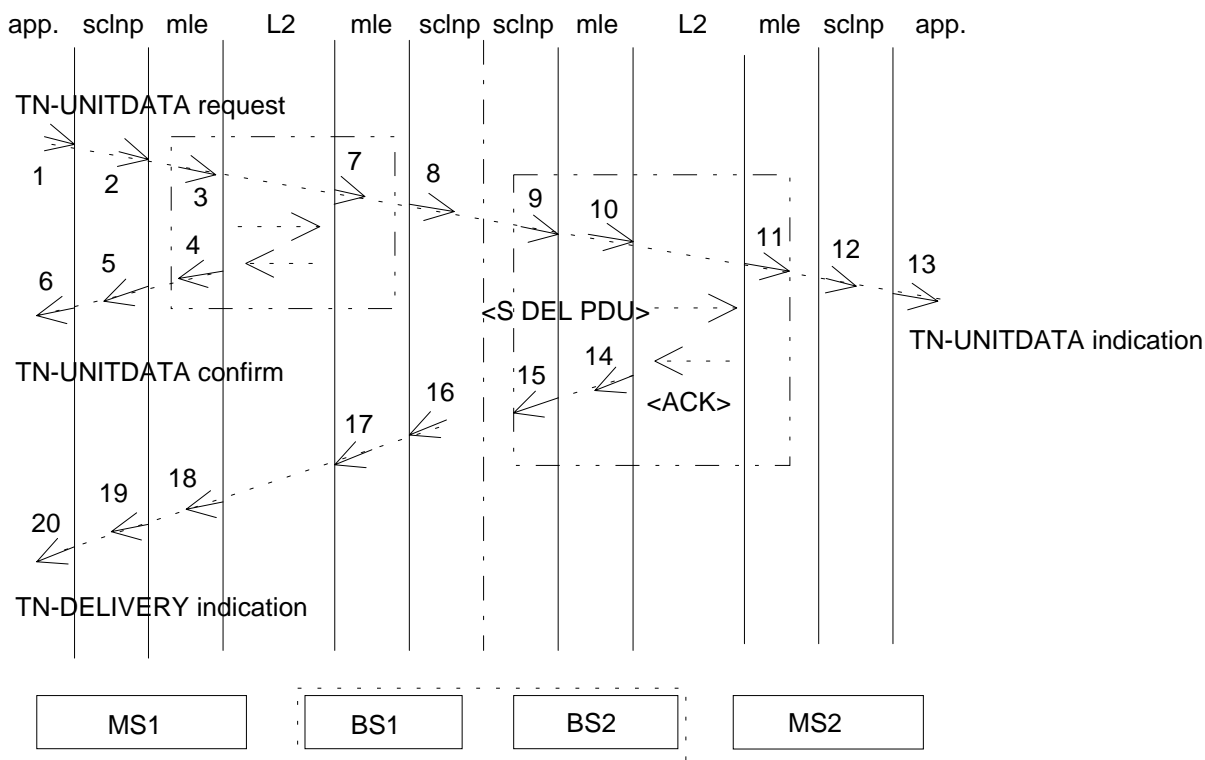 app. sclnp mle L2 mle sclnp sclnp mle L2 mle sclnp app.
TN-UNITDATA request
1 2 3 7 8 9 10 11 12 13
6 5 4
<S DEL PDU>
TN-UNITDATA indication
TN-UNITDATA confirm
15 14
<ACK>
17 16
20 19 18
TN-DELIVERY indication
MS1 BS1 BS2 MS2